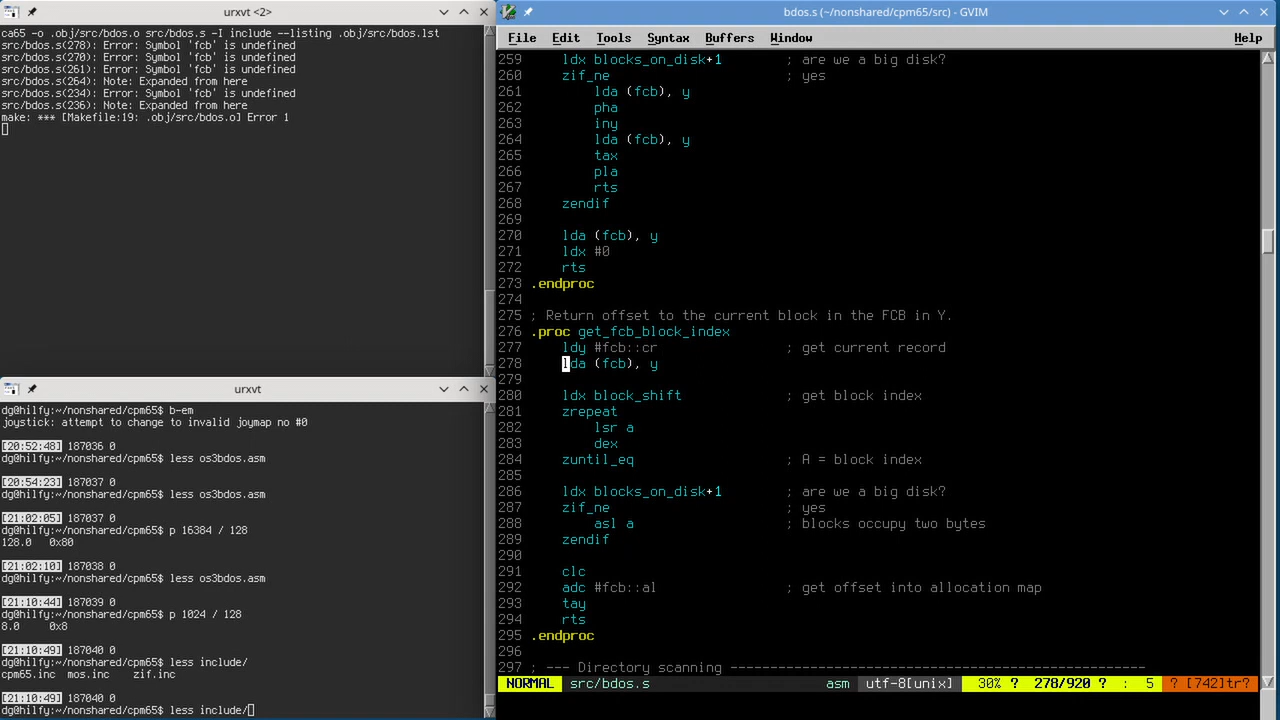 urxvt <2>
ca65 -o .obj/src/bdos.o src/bdos.s -I include --listing .obj/src/bdos.lst
src/bdos.s(278): Error: Symbol 'fcb' is undefined
src/bdos.s(270): Error: Symbol 'fcb' is undefined
src/bdos.s(261): Error: Symbol 'fcb' is undefined
src/bdos.s(264): Note: Expanded from here
src/bdos.s(234): Error: Symbol 'fcb' is undefined
src/bdos.s(236): Note: Expanded from here
make: *** [Makefile:19: .obj/src/bdos.o] Error 1
urxvt
dg@hilfy:~/nonshared/cpm65$ b-em
joystick: attempt to change to invalid joymap no #0
[20:52:48] 187036 0
dg@hilfy:~/nonshared/cpm65$ less os3bdos.asm
[20:54:23] 187037 0
dg@hilfy:~/nonshared/cpm65$ less os3bdos.asm
[21:02:05] 187037 0
dg@hilfy:~/nonshared/cpm65$ p 16384 / 128
128.0   0x80
[21:02:10] 187038 0
dg@hilfy:~/nonshared/cpm65$ less os3bdos.asm
[21:10:44] 187039 0
dg@hilfy:~/nonshared/cpm65$ p 1024 / 128
8.0     0x8
[21:10:49] 187040 0
dg@hilfy:~/nonshared/cpm65$ less include/
cpm65.inc  mos.inc    zif.inc
[21:10:49] 187040 0
dg@hilfy:~/nonshared/cpm65$ less include/
bdos.s (~/nonshared/cpm65/src) - GVIM
File Edit Tools Syntax Buffers Window Help
259     ldx blocks_on_disk+1        ; are we a big disk?
260     zif_ne                      ; yes
261         lda (fcb), y
262         pha
263         iny
264         lda (fcb), y
265         tax
266         pla
267         rts
268     zendif
269
270     lda (fcb), y
271     ldx #0
272     rts
273 .endproc
274
275 ; Return offset to the current block in the FCB in Y.
276 .proc get_fcb_block_index
277     ldy #fcb::cr                ; get current record
278     lda (fcb), y
279
280     ldx block_shift             ; get block index
281     zrepeat
282         lsr a
283         dex
284     zuntil_eq                   ; A = block index
285
286     ldx blocks_on_disk+1        ; are we a big disk?
287     zif_ne                      ; yes
288         asl a                   ; blocks occupy two bytes
289     zendif
290
291     clc
292     adc #fcb::al                ; get offset into allocation map
293     tay
294     rts
295 .endproc
296
297 ; --- Directory scanning ----------------------------------------------------
NORMAL src/bdos.s asm utf-8[unix] 30% ? 278/920 ? : 5 ? [742]tr?